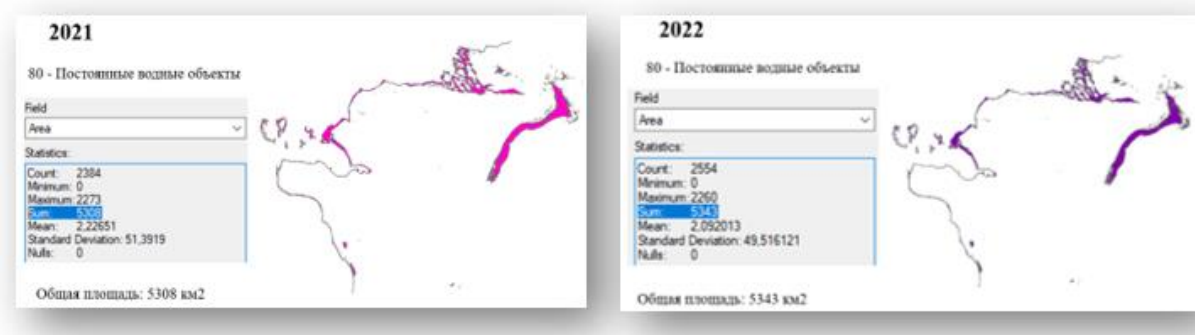 2021
80 - Постоянные водные объекты
Field
Area
Statistics:
Count: 2384
Minimum: 0
Maximum: 2273
Sum: 5308
Mean: 2,22651
Standard Deviation: 51,3919
Nulls: 0
Общая площадь: 5308 км2
2022
80 - Постоянные водные объекты
Field
Area
Statistics:
Count: 2554
Minimum: 0
Maximum: 2260
Sum: 5343
Mean: 2,092013
Standard Deviation: 49,516121
Nulls: 0
Общая площадь: 5343 км2